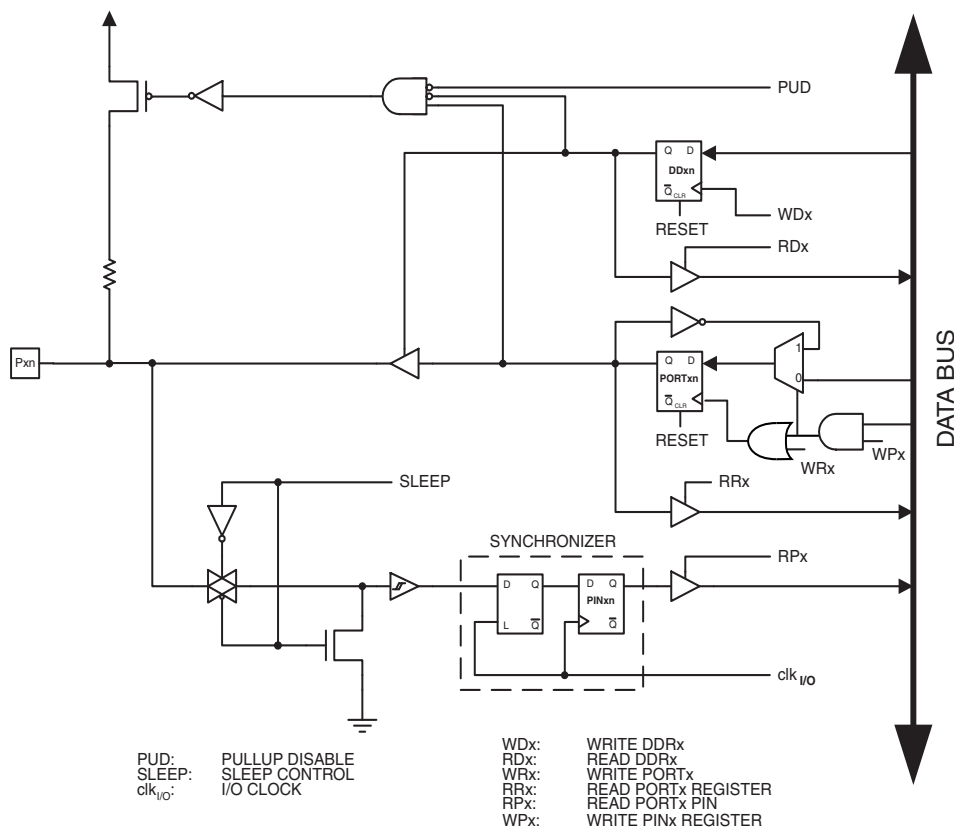 PUD
Q D
DDxn
Q CLR
WDx
RESET
RDx
Pxn
1
Q D
PORTxn
0
Q CLR
RESET
WRx
WPx
DATA BUS
SLEEP
RRx
SYNCHRONIZER
RPx
D Q
D Q
PINxn
L Q
Q
clk I/O
PUD: PULLUP DISABLE
SLEEP: SLEEP CONTROL
clkI/O: I/O CLOCK
WDx: WRITE DDRx
RDx: READ DDRx
WRx: WRITE PORTx
RRx: READ PORTx REGISTER
RPx: READ PORTx PIN
WPx: WRITE PINx REGISTER